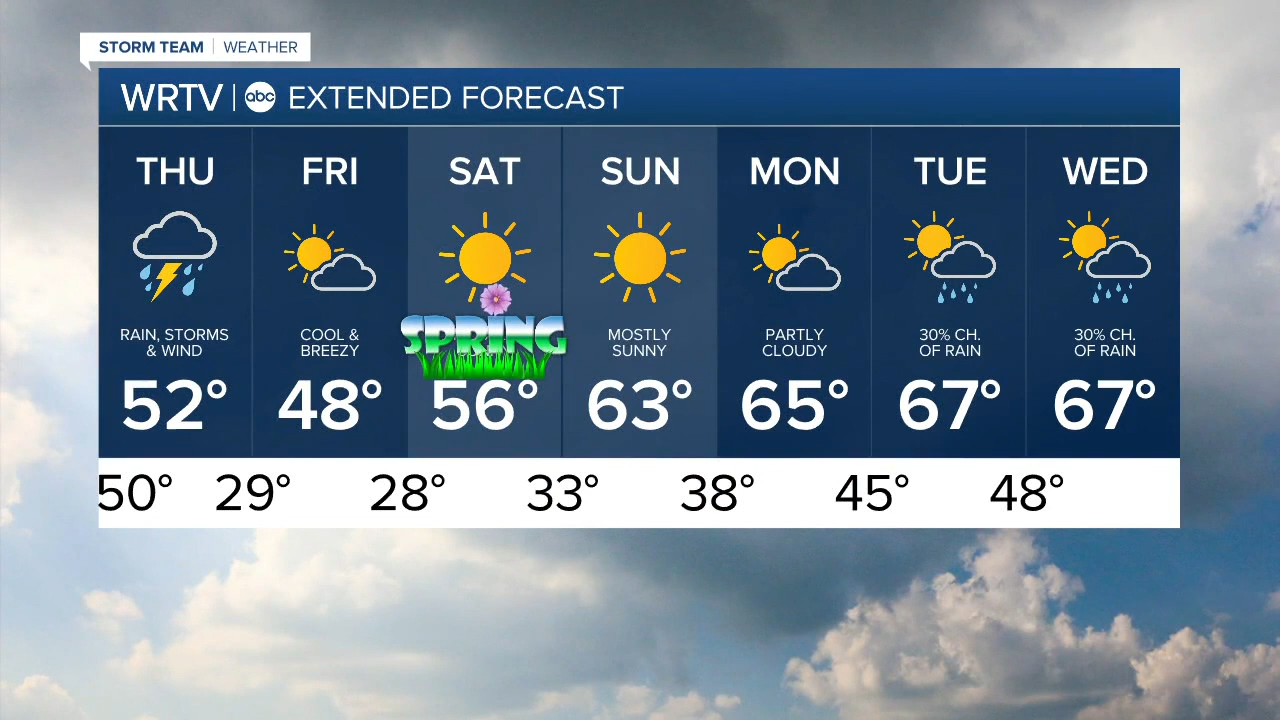 STORM TEAM | WEATHER
WRTV | abc EXTENDED FORECAST
THU FRI SAT SUN MON TUE WED
RAIN, STORMS
& WIND
COOL &
BREEZY
SPRING
MOSTLY
SUNNY
PARTLY
CLOUDY
30% CH.
OF RAIN
30% CH.
OF RAIN
52° 48° 56° 63° 65° 67° 67°
50° 29° 28° 33° 38° 45° 48°